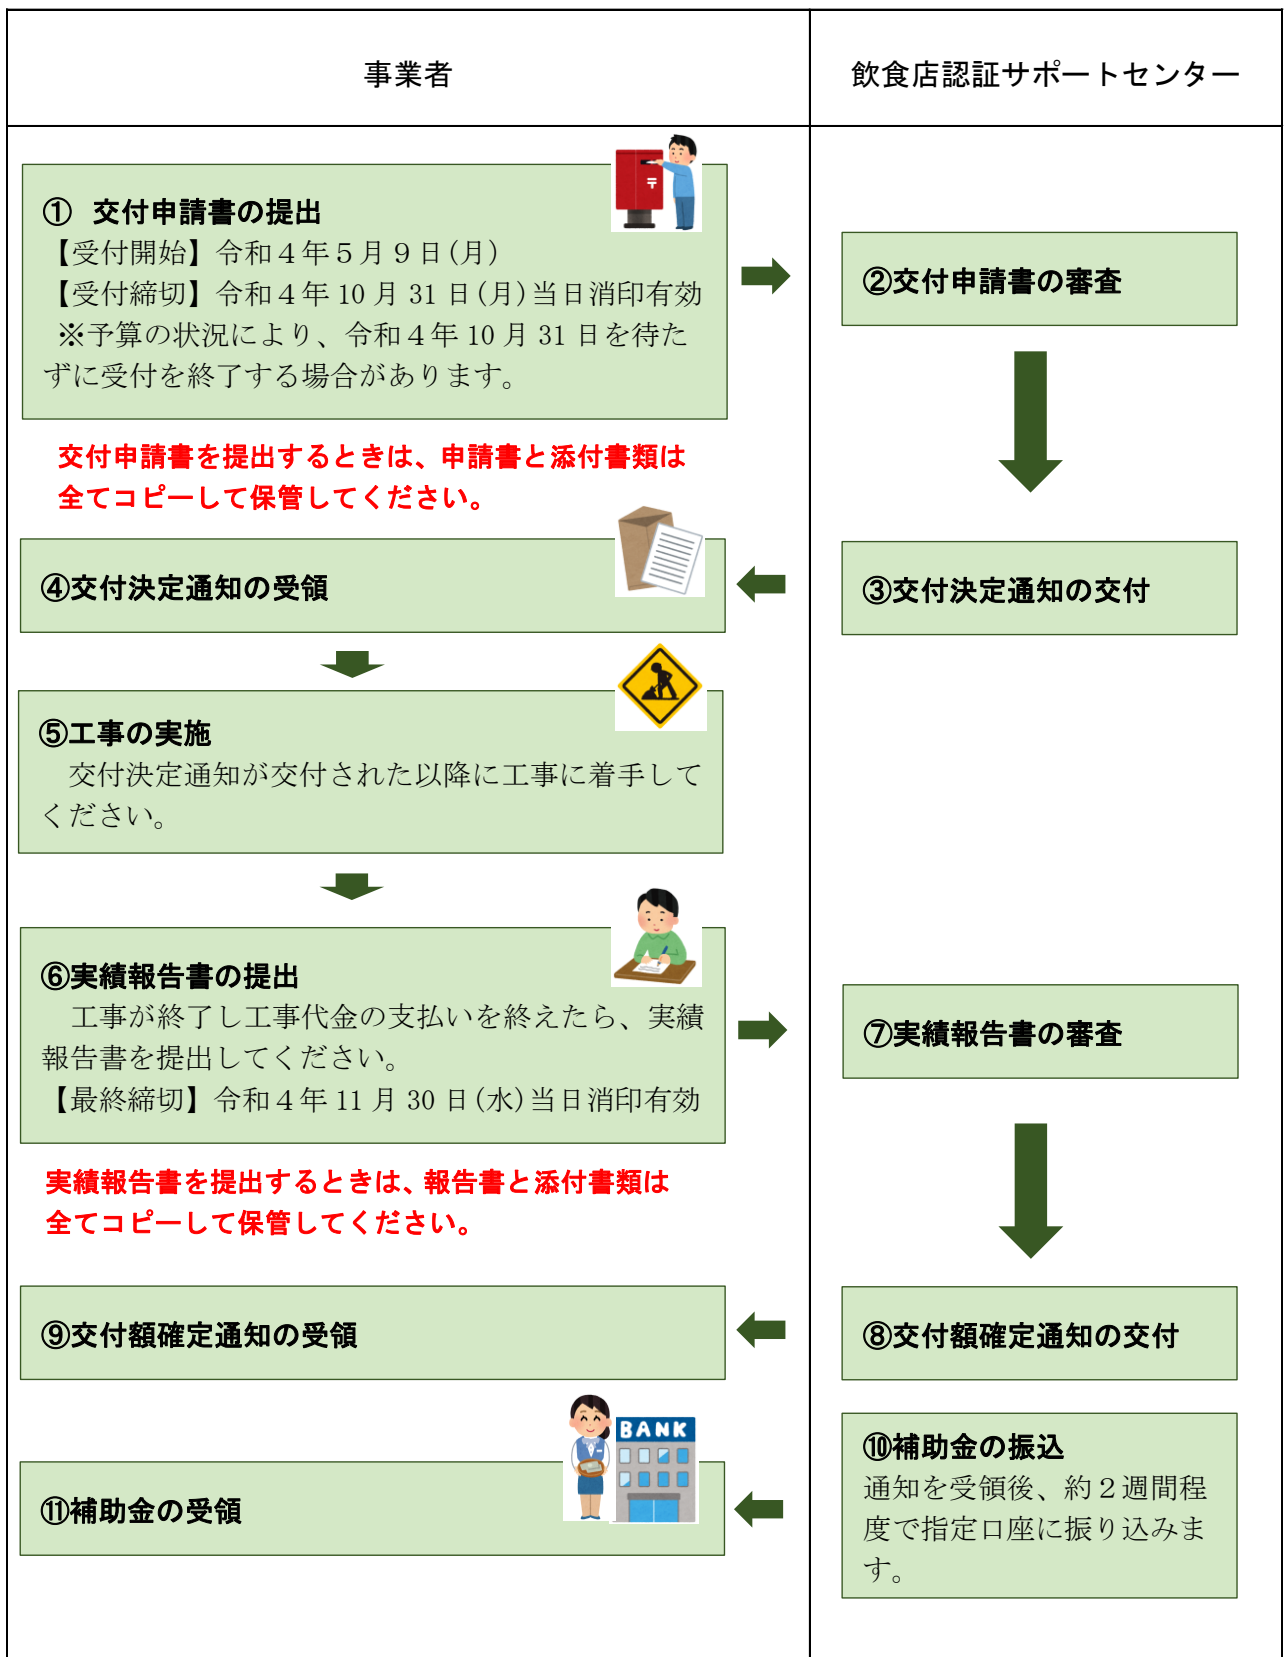 事業者
飲食店認証サポートセンター
① 交付申請書の提出
【受付開始】令和４年５月９日(月)
【受付締切】令和４年 10 月 31 日(月)当日消印有効
※予算の状況により、令和４年 10 月 31 日を待た
ずに受付を終了する場合があります。
②交付申請書の審査
交付申請書を提出するときは、申請書と添付書類は
全てコピーして保管してください。
④交付決定通知の受領
③交付決定通知の交付
⑤工事の実施
交付決定通知が交付された以降に工事に着手して
ください。
⑥実績報告書の提出
工事が終了し工事代金の支払いを終えたら、実績
報告書を提出してください。
【最終締切】令和４年 11 月 30 日(水)当日消印有効
⑦実績報告書の審査
実績報告書を提出するときは、報告書と添付書類は
全てコピーして保管してください。
⑨交付額確定通知の受領
⑧交付額確定通知の交付
BANK
⑪補助金の受領
⑩補助金の振込
通知を受領後、約２週間程
度で指定口座に振り込みま
す。